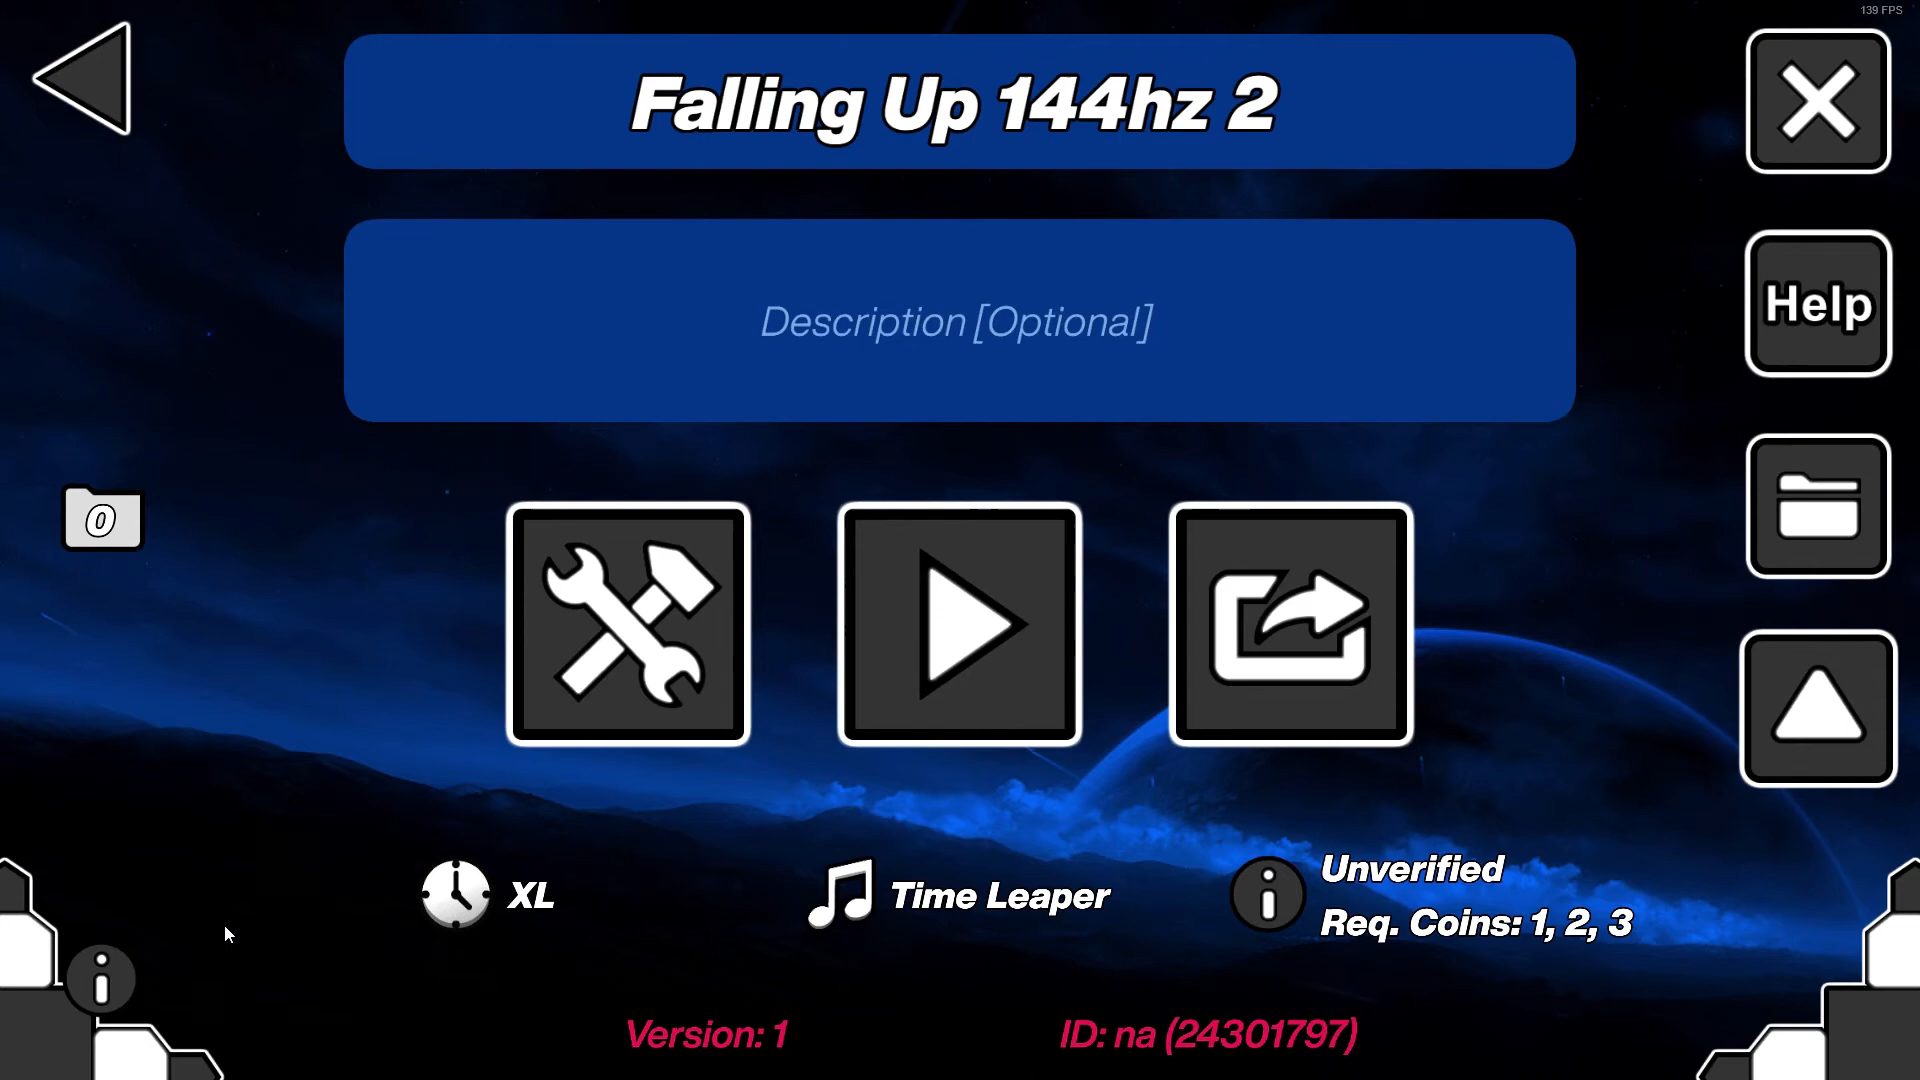 139 FPS
Falling Up 144hz 2
Help
Description [Optional]
0
XL
Time Leaper
Unverified
Req. Coins: 1, 2, 3
Version: 1
ID: na (24301797)